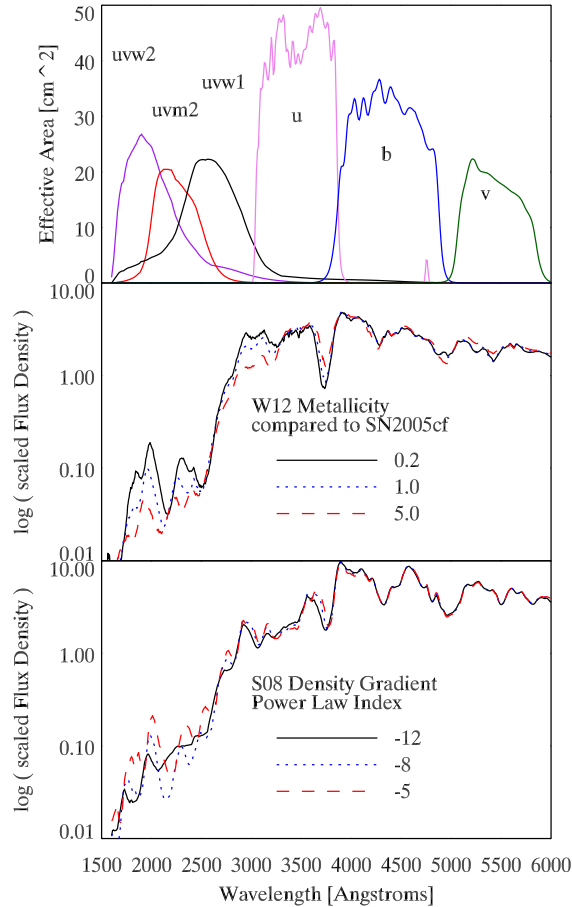 Effective Area [cm^2]
50
40
30
20
10
0
uvw2
uvm2
uvw1
u
b
v
log ( scaled Flux Density )
10.00
1.00
0.10
0.01
W12 Metallicity
compared to SN2005cf
0.2
1.0
5.0
log ( scaled Flux Density )
10.00
1.00
0.10
0.01
S08 Density Gradient
Power Law Index
-12
-8
-5
1500 2000 2500 3000 3500 4000 4500 5000 5500 6000
Wavelength [Angstroms]